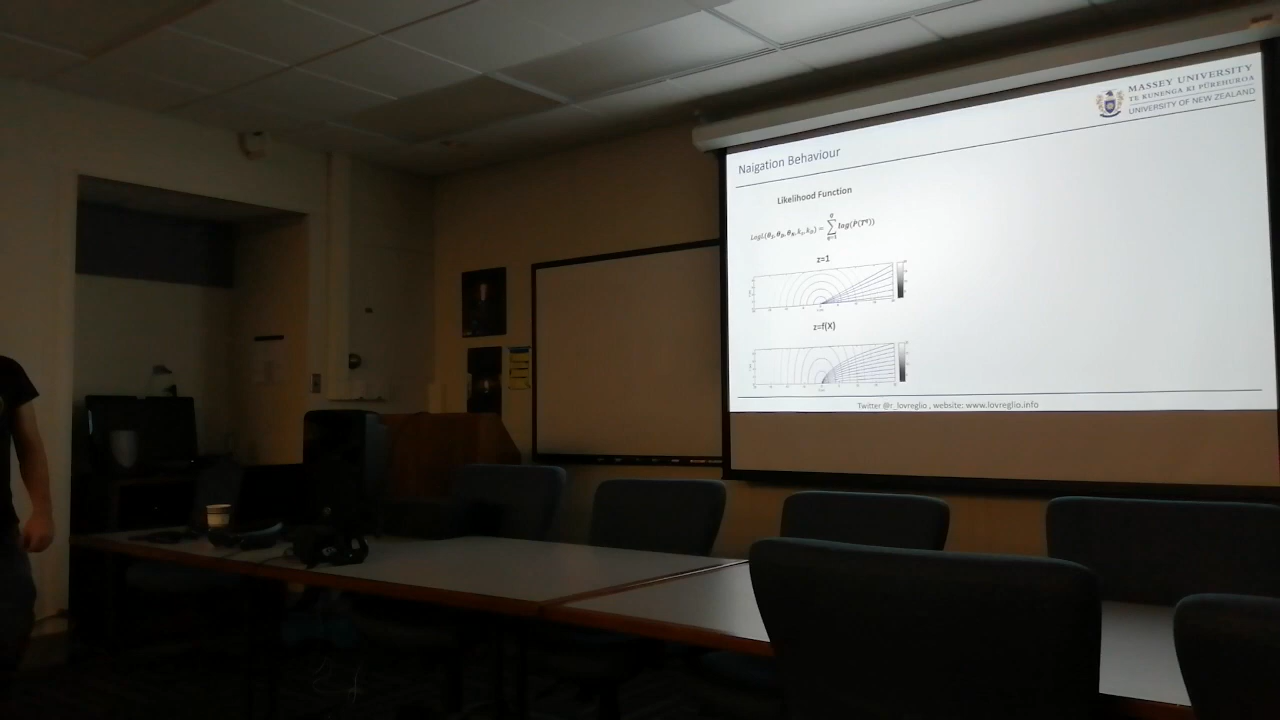 MASSEY UNIVERSITY
TE KUNENGA KI PŪREHUROA
UNIVERSITY OF NEW ZEALAND
Naigation Behaviour
Likelihood Function
z=1
z=f(X)
Twitter @r_lovreglio , website: www.lovreglio.info